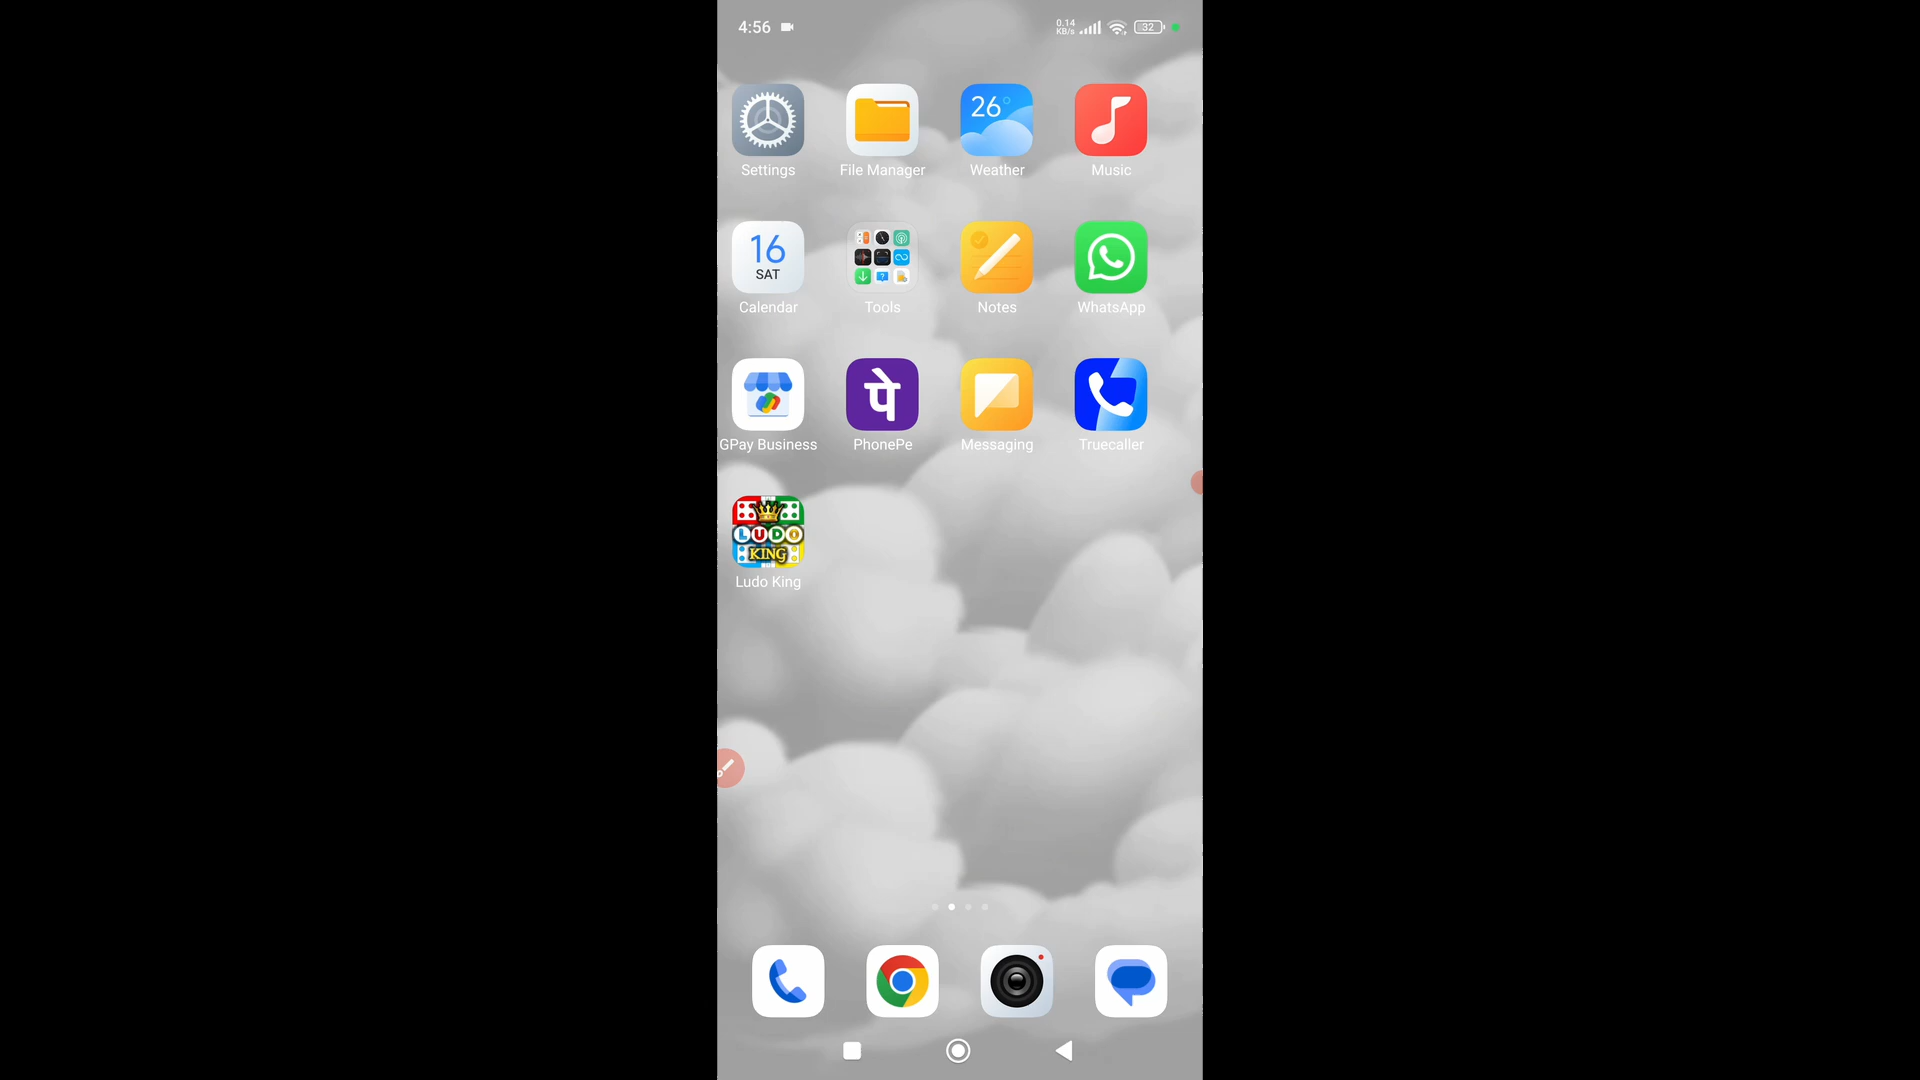 4:56
0.14
KB/s
32
26°
Settings
File Manager
Weather
Music
16
SAT
Calendar
Tools
Notes
WhatsApp
पे
GPay Business
PhonePe
Messaging
Truecaller
LUDO
KING
Ludo King